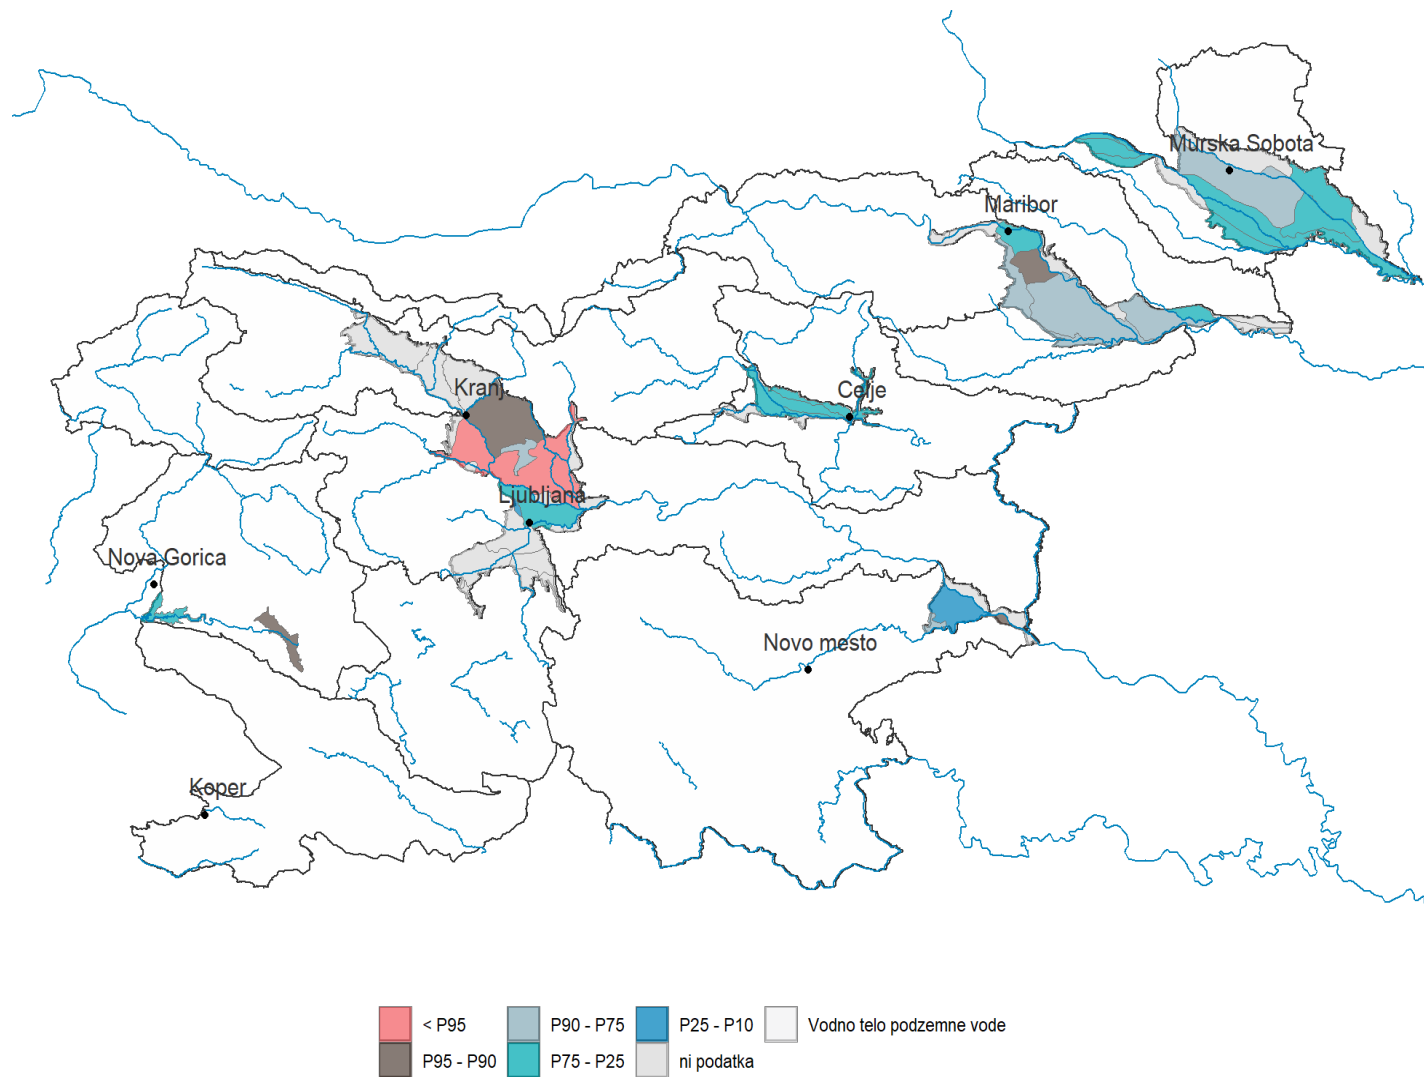 Murska Sobota
Maribor
Kranj
Celje
Ljubljana
Nova Gorica
Novo mesto
Koper
< P95
P90 - P75
P25 - P10
Vodno telo podzemne vode
P95 - P90
P75 - P25
ni podatka